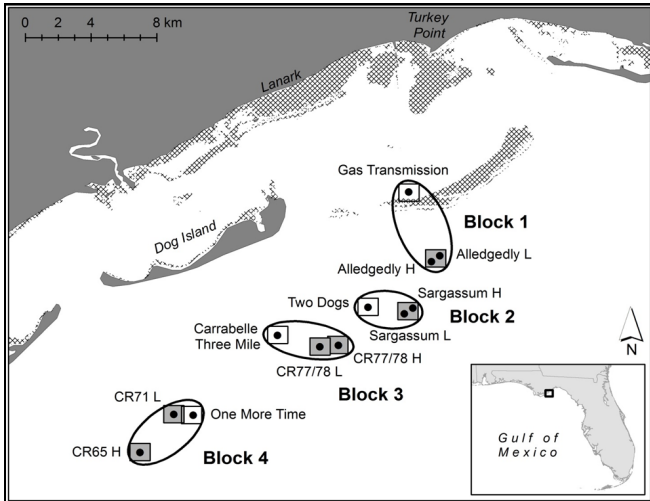 0 2 4 8 km
Turkey
Point
Lanark
Gas Transmission
Block 1
Dog Island
Alledgedly L
Alledgedly H
Sargassum H
Two Dogs
Block 2
Sargassum L
Carrabelle
Three Mile
CR77/78 H
CR77/78 L
Block 3
N
CR71 L
One More Time
CR65 H
Block 4
Gulf of
Mexico